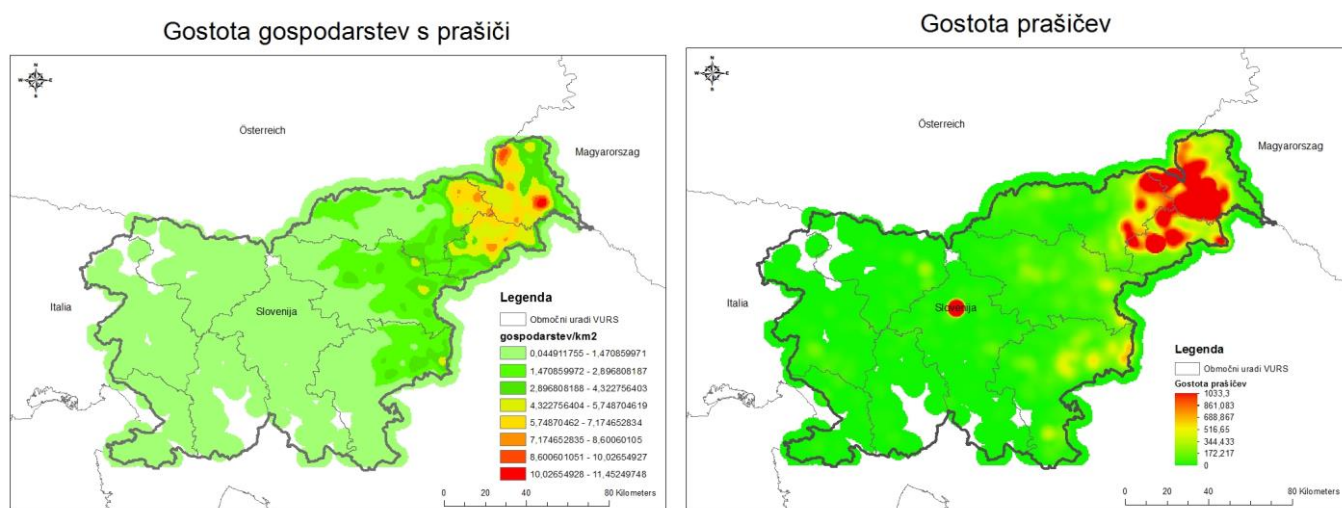 Gostota gospodarstev s prašiči
N
W E
S
Österreich
Magyarorszag
Italia
Slovenija
Legenda
Območni uradi VURS
gospodarstev/km2
0,044911755 - 1,470859971
1,470859972 - 2,896808187
2,896808188 - 4,322756403
4,322756404 - 5,748704619
5,74870462 - 7,174652834
7,174652835 - 8,60060105
8,600601051 - 10,02654927
10,02654928 - 11,45249748
0 20 40 80 Kilometers
Gostota prašičev
N
W E
S
Österreich
Magyarorszag
Italia
Slovenija
Legenda
Območni uradi VURS
Gostota prašičev
1033,3
861,083
688,867
516,65
344,433
172,217
0
0 20 40 80 Kilometers